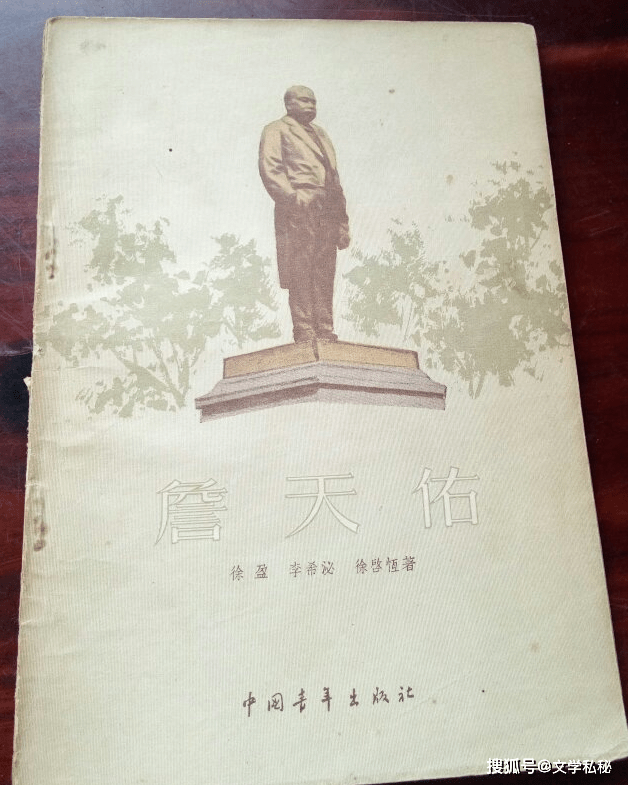 詹天佑
徐盈 李希泌 徐啓恆著
中国青年出版社
搜狐号@文学私秘